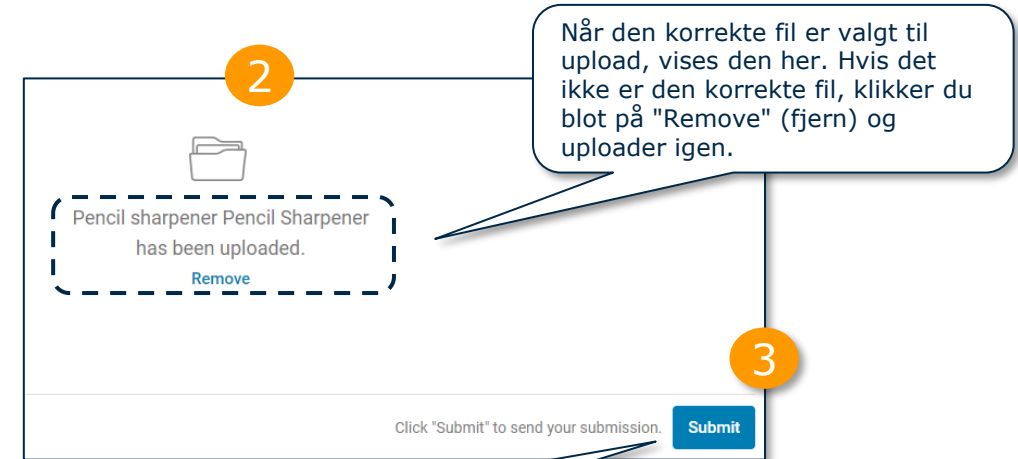 Når den korrekte fil er valgt til
upload, vises den her. Hvis det
ikke er den korrekte fil, klikker du
blot på "Remove" (fjern) og
uploader igen.
2
Pencil sharpener Pencil Sharpener
has been uploaded.
Remove
3
Click "Submit" to send your submission.
Submit